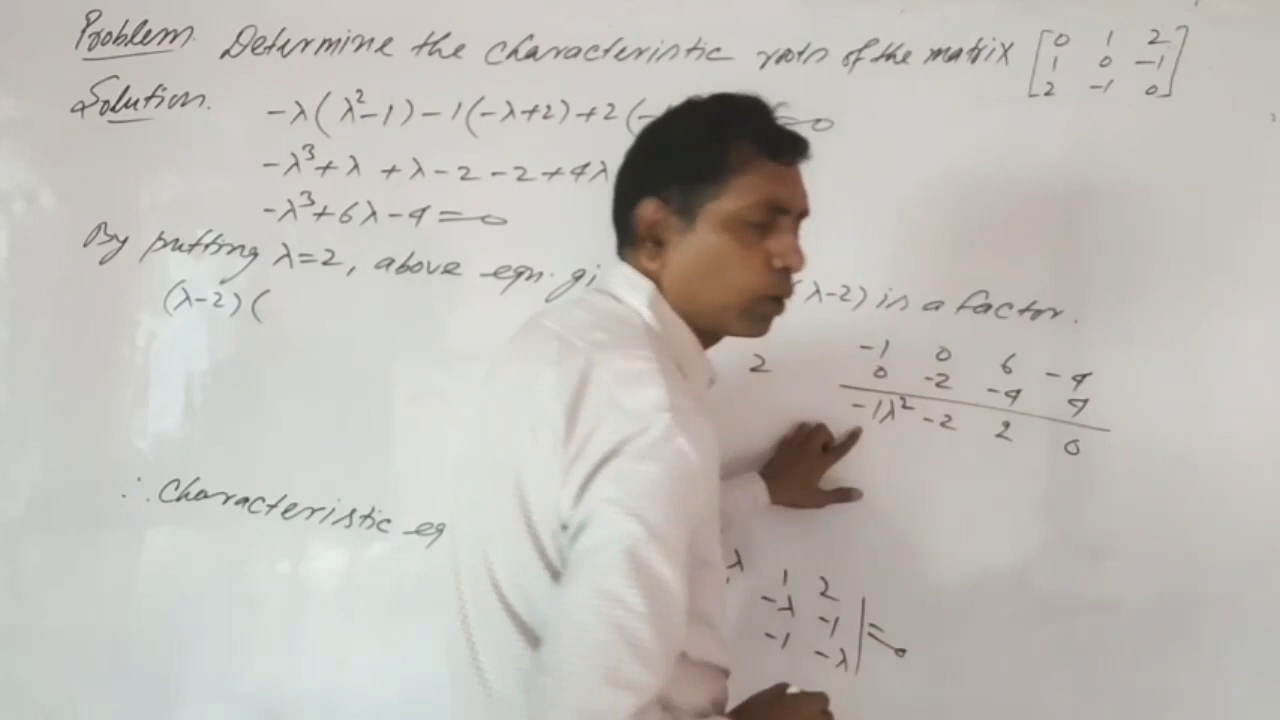 Problem. Determine the characteristic roots of the matrix [0 1 2
1 0 -1
2 -1 0]
Solution. -λ(λ²-1)-1(-λ+2)+2(- =0
-λ³+λ+λ-2-2+4λ
-λ³+6λ-4=0
By putting λ=2, above eqn. gi (λ-2) is a factor.
(λ-2)(
2 -1 0 6 -4
0 -2 -4 4
-1λ² -2 2 0
∴ Characteristic eq
λ 1 2
-λ -1
-1 -λ | =0